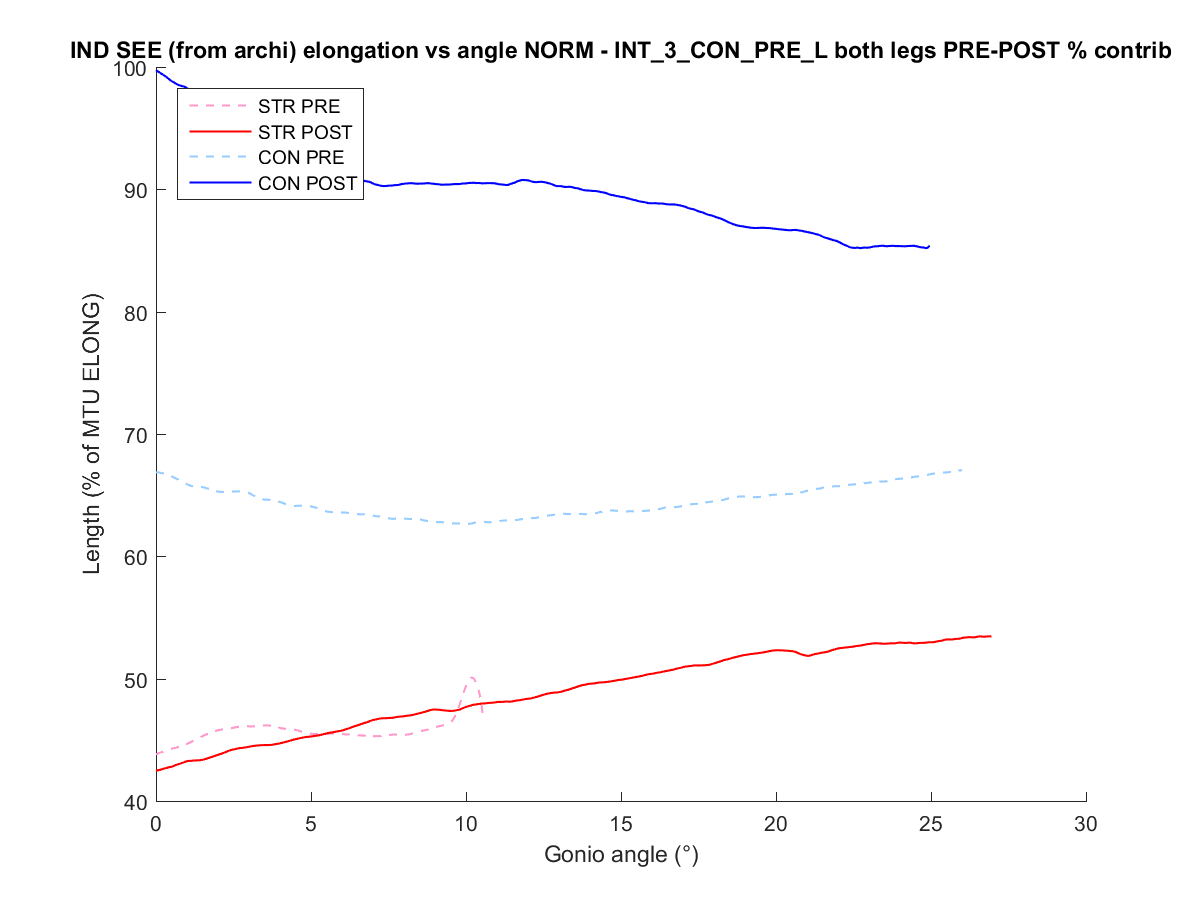 IND SEE (from archi) elongation vs angle NORM - INT_3_CON_PRE_L both legs PRE-POST % contrib
100
90
80
70
60
50
40
Length (% of MTU ELONG)
STR PRE
STR POST
CON PRE
CON POST
0 5 10 15 20 25 30
Gonio angle (°)